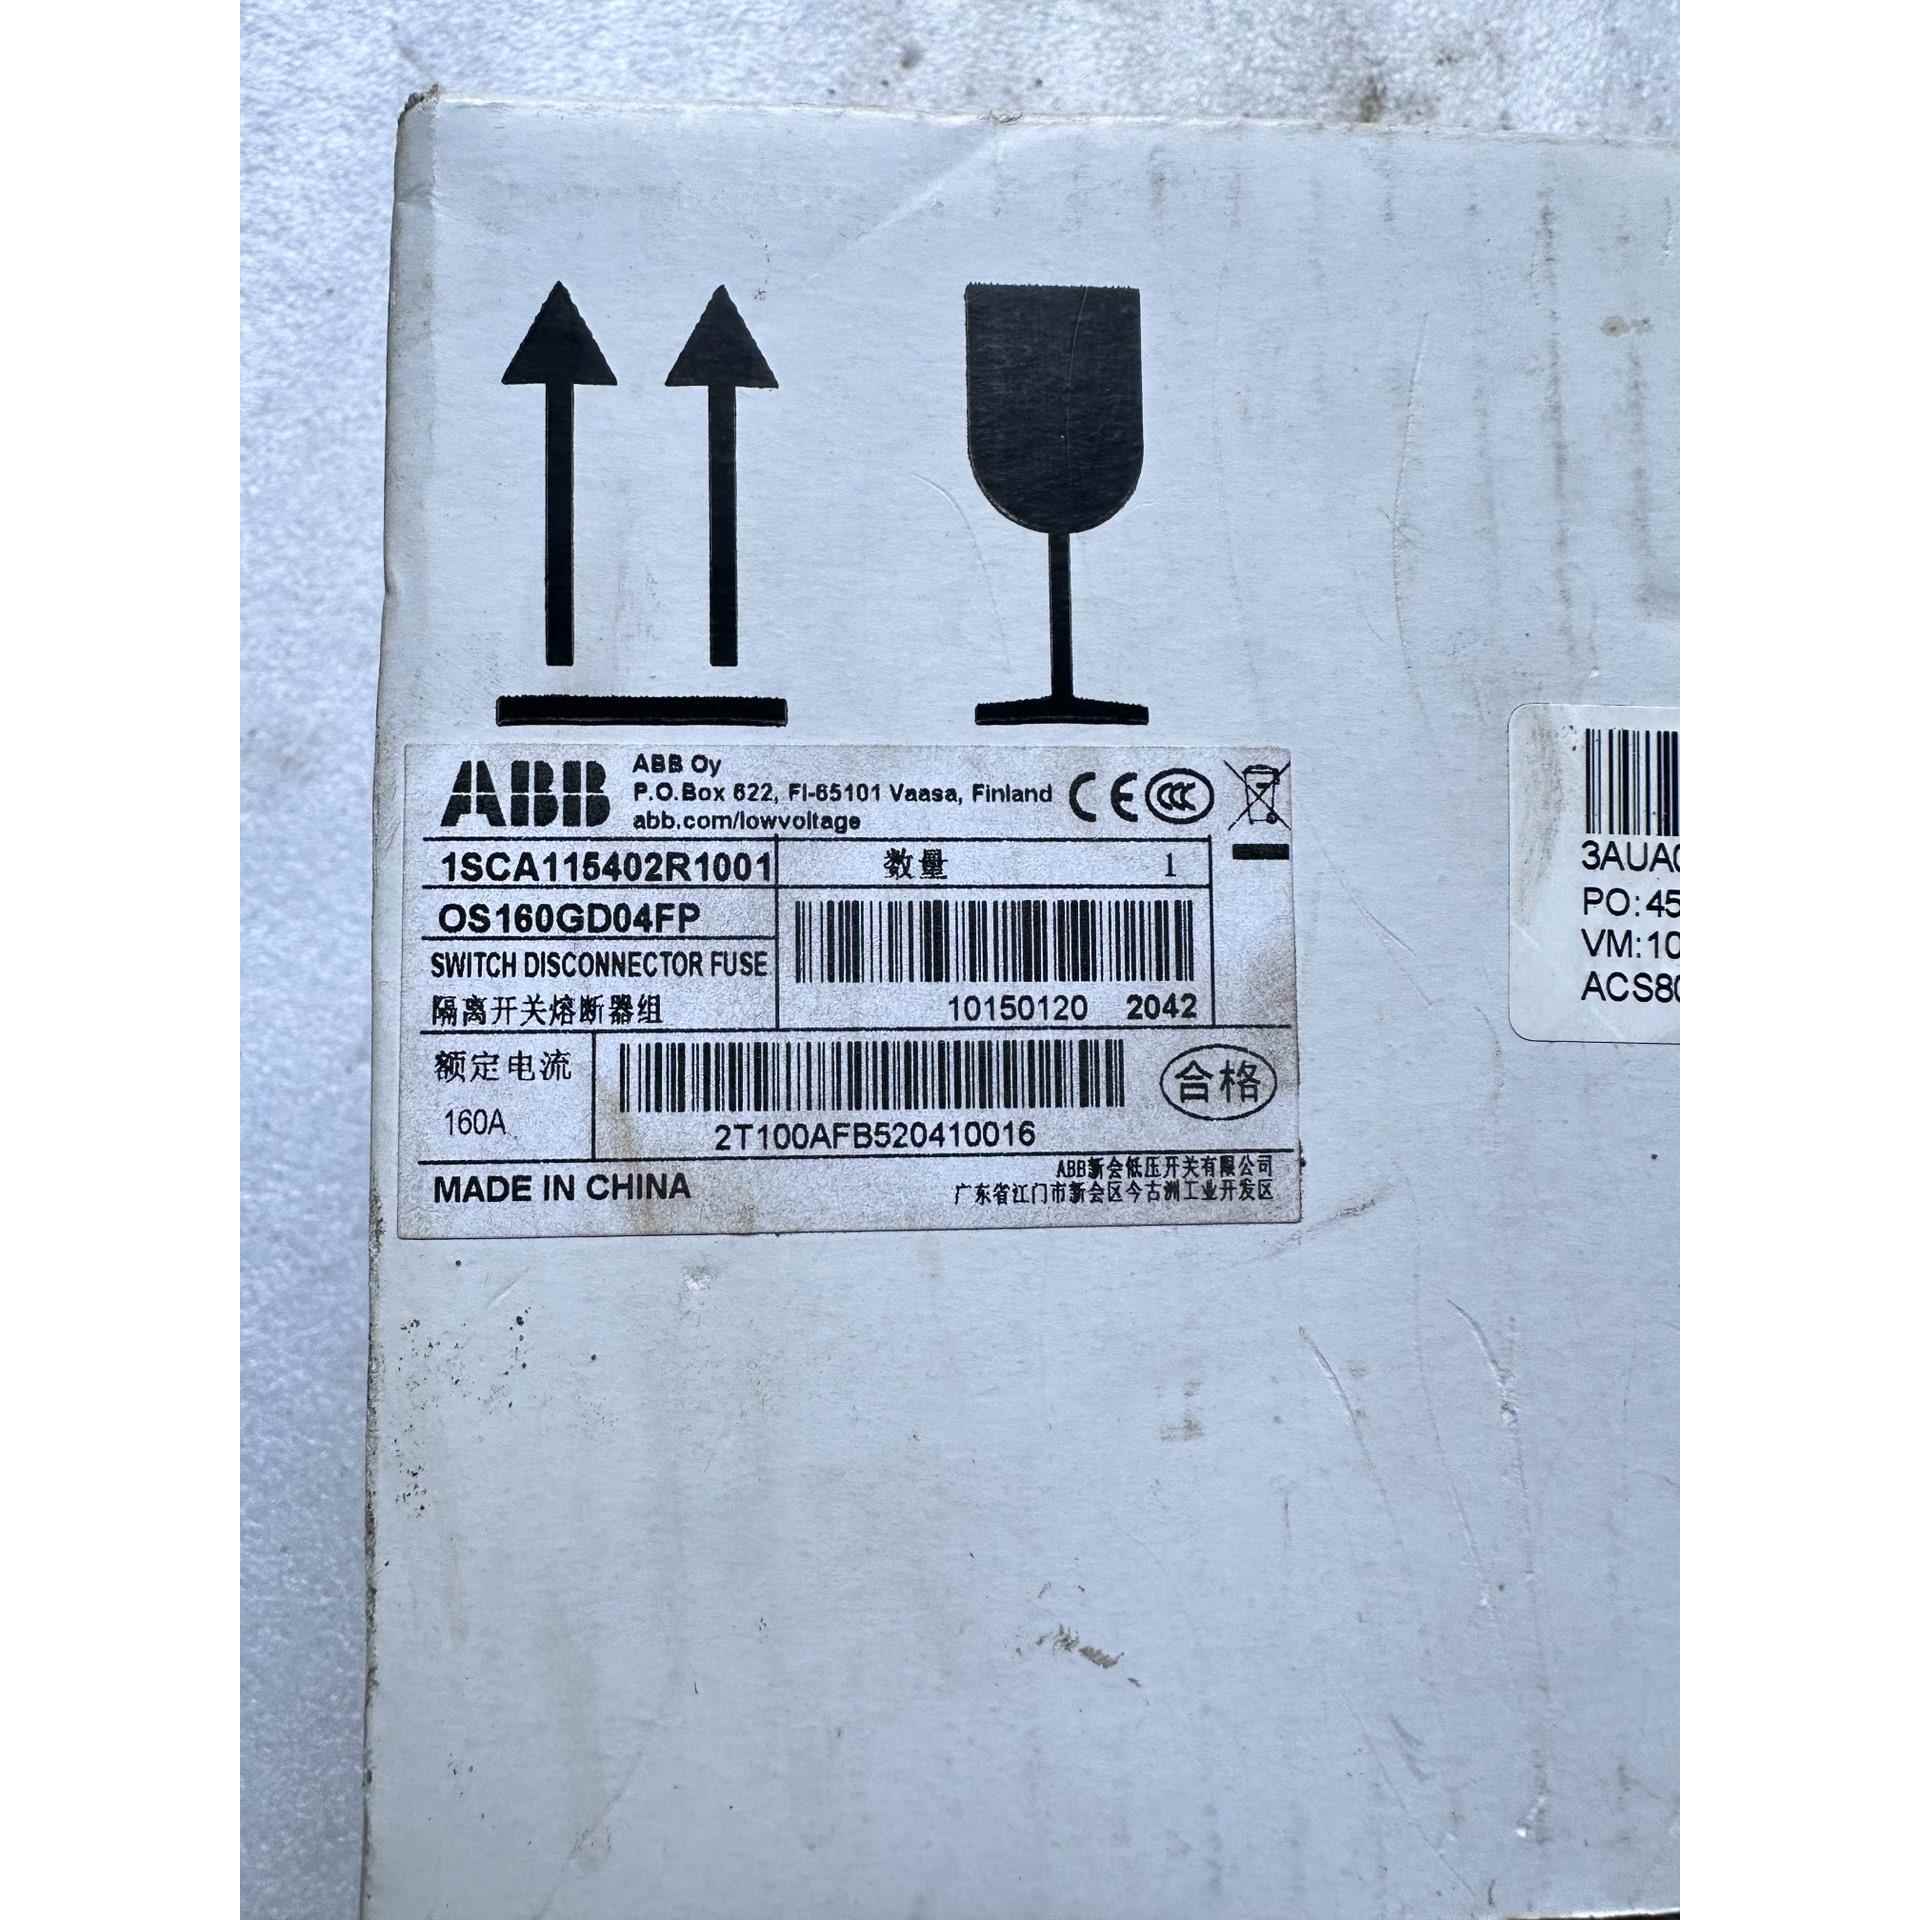 ABB
ABB Oy
P.O.Box 622, FI-65101 Vaasa, Finland
abb.com/lowvoltage
CE CCC
1SCA115402R1001
数量 1
OS160GD04FP
SWITCH DISCONNECTOR FUSE
隔离开关熔断器组
10150120 2042
额定电流
160A
2T100AFB520410016
合格
MADE IN CHINA
ABB新会低压开关有限公司
广东省江门市新会区今古洲工业开发区
3AUA
PO:45
VM:10
ACS80